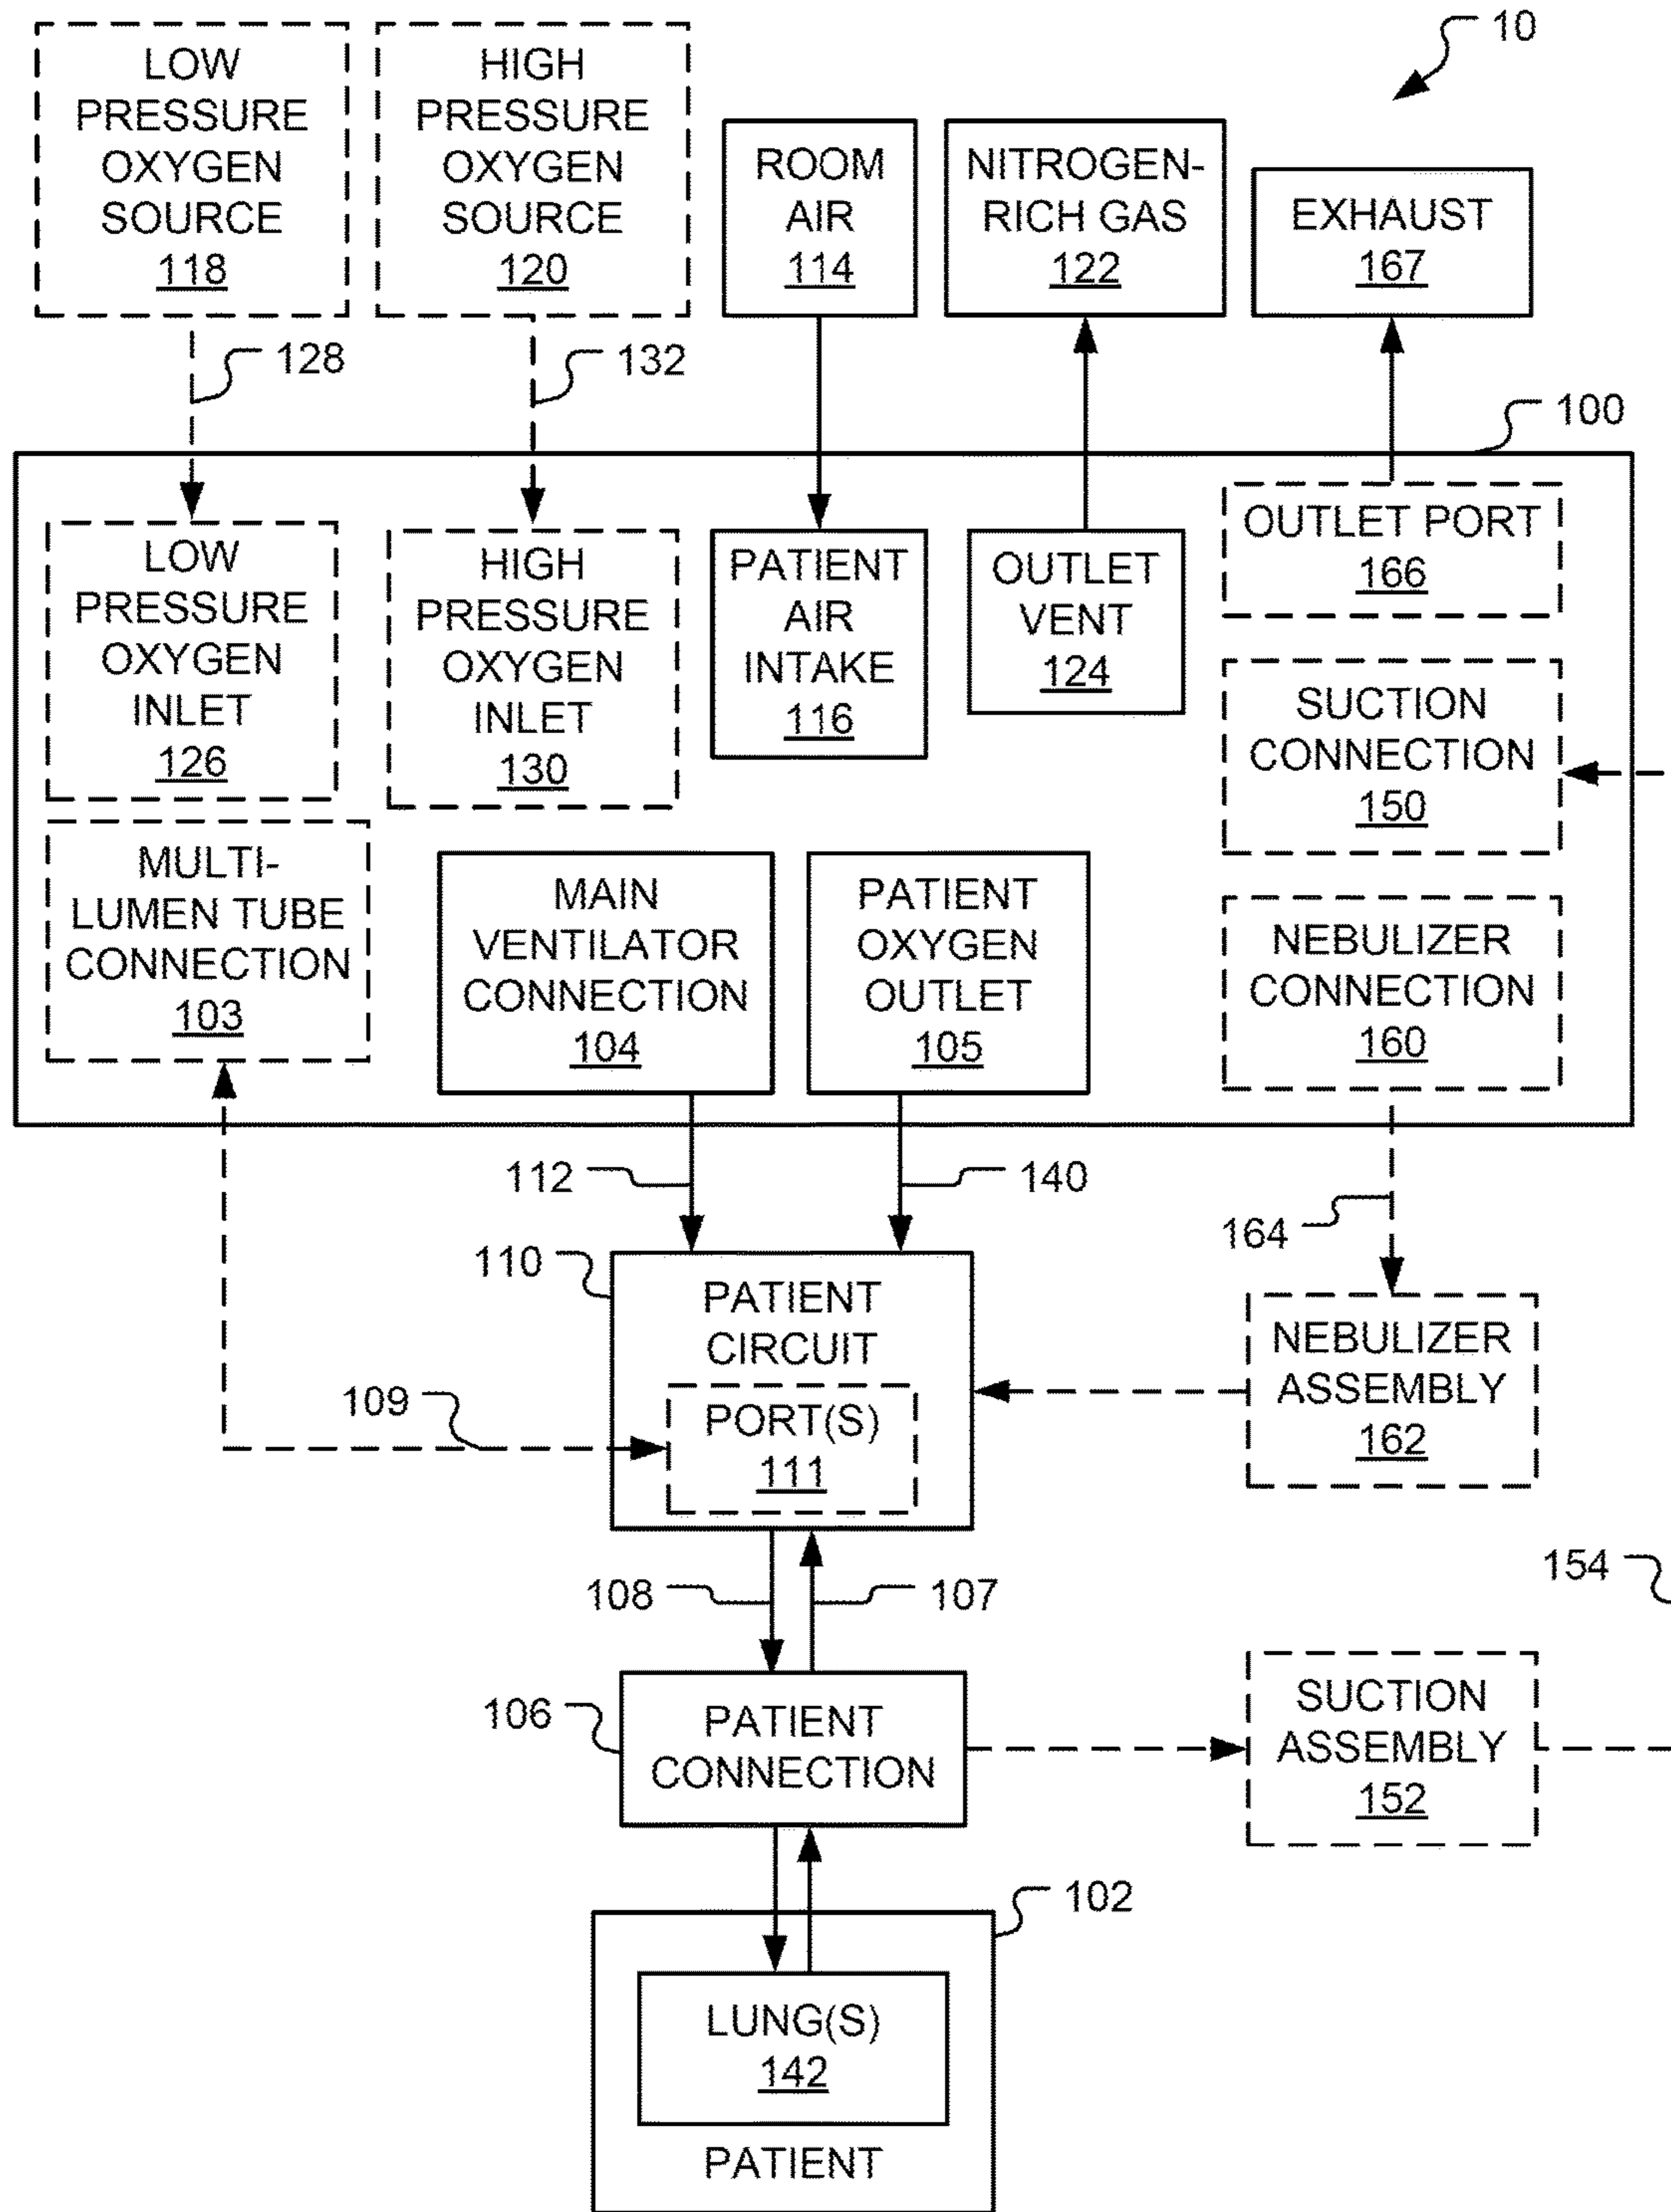 10
LOW
PRESSURE
OXYGEN
SOURCE
118
HIGH
PRESSURE
OXYGEN
SOURCE
120
ROOM
AIR
114
NITROGEN-
RICH GAS
122
EXHAUST
167
128
132
100
LOW
PRESSURE
OXYGEN
INLET
126
HIGH
PRESSURE
OXYGEN
INLET
130
PATIENT
AIR
INTAKE
116
OUTLET
VENT
124
OUTLET PORT
166
SUCTION
CONNECTION
150
MULTI-
LUMEN TUBE
CONNECTION
103
MAIN
VENTILATOR
CONNECTION
104
PATIENT
OXYGEN
OUTLET
105
NEBULIZER
CONNECTION
160
112
140
164
110
PATIENT
CIRCUIT
PORT(S)
111
109
NEBULIZER
ASSEMBLY
162
108
107
154
106
PATIENT
CONNECTION
SUCTION
ASSEMBLY
152
102
LUNG(S)
142
PATIENT